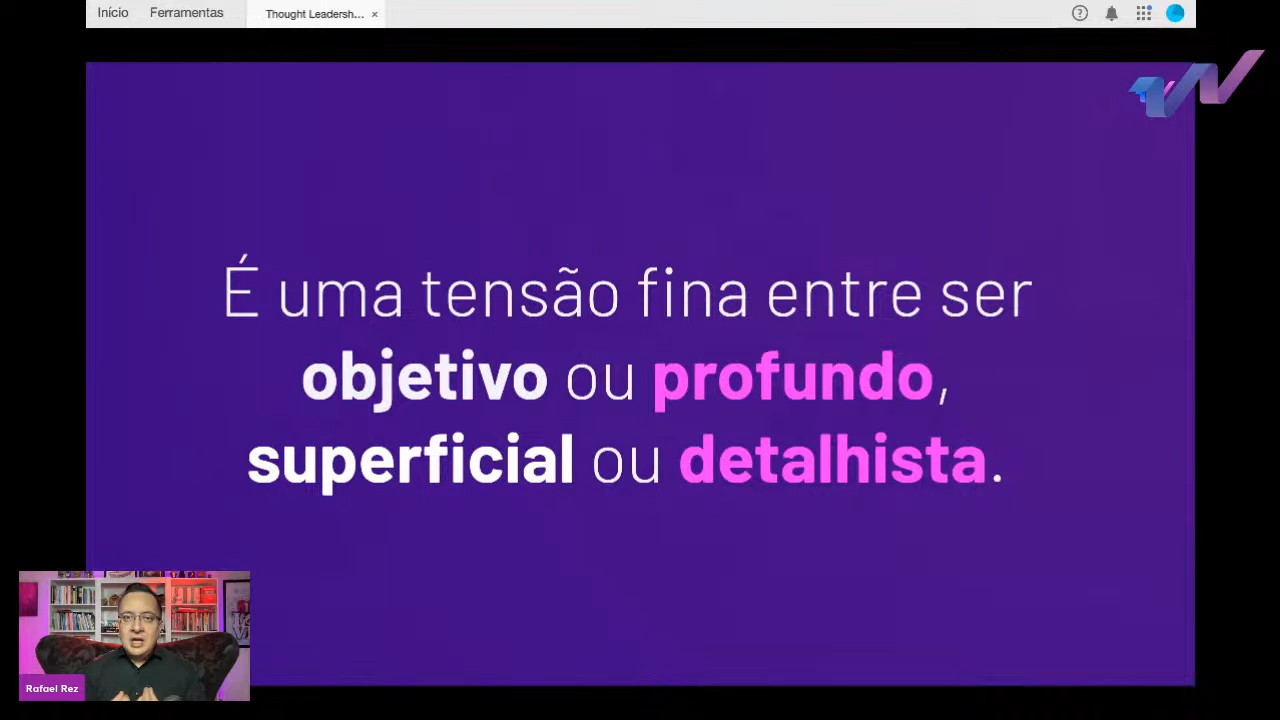 Início Ferramentas Thought Leadersh... ×
É uma tensão fina entre ser
objetivo ou profundo,
superficial ou detalhista.
Rafael Rez